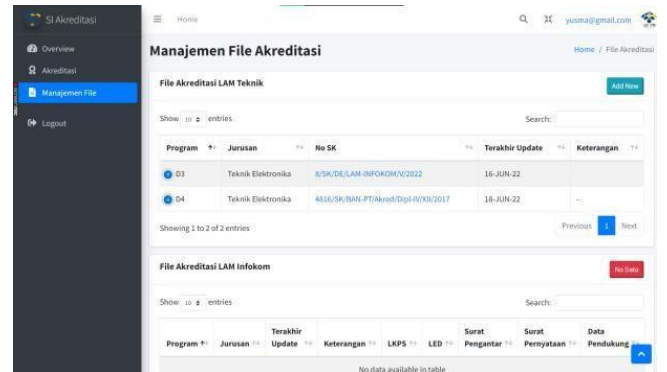 SI Akreditasi
Home
yusma@gmail.com
Overview
Akreditasi
Manajemen File
Logout
Manajemen File Akreditasi
Home / File Akreditasi
File Akreditasi LAM Teknik
Add New
Show 10 entries
Search:
Program Jurusan No SK Terakhir Update Keterangan
D3 Teknik Elektronika 8/SK/DE/LAM-INFOKOM/V/2022 16-JUN-22
D4 Teknik Elektronika 4816/SK/BAN-PT/Akred/Dipl-IV/XII/2017 18-JUN-22 -
Showing 1 to 2 of 2 entries
Previous 1 Next
File Akreditasi LAM Infokom
No Data
Show 10 entries
Search:
Program Jurusan Terakhir Update Keterangan LKPS LED Surat Pengantar Surat Pernyataan Data Pendukung
No data available in table